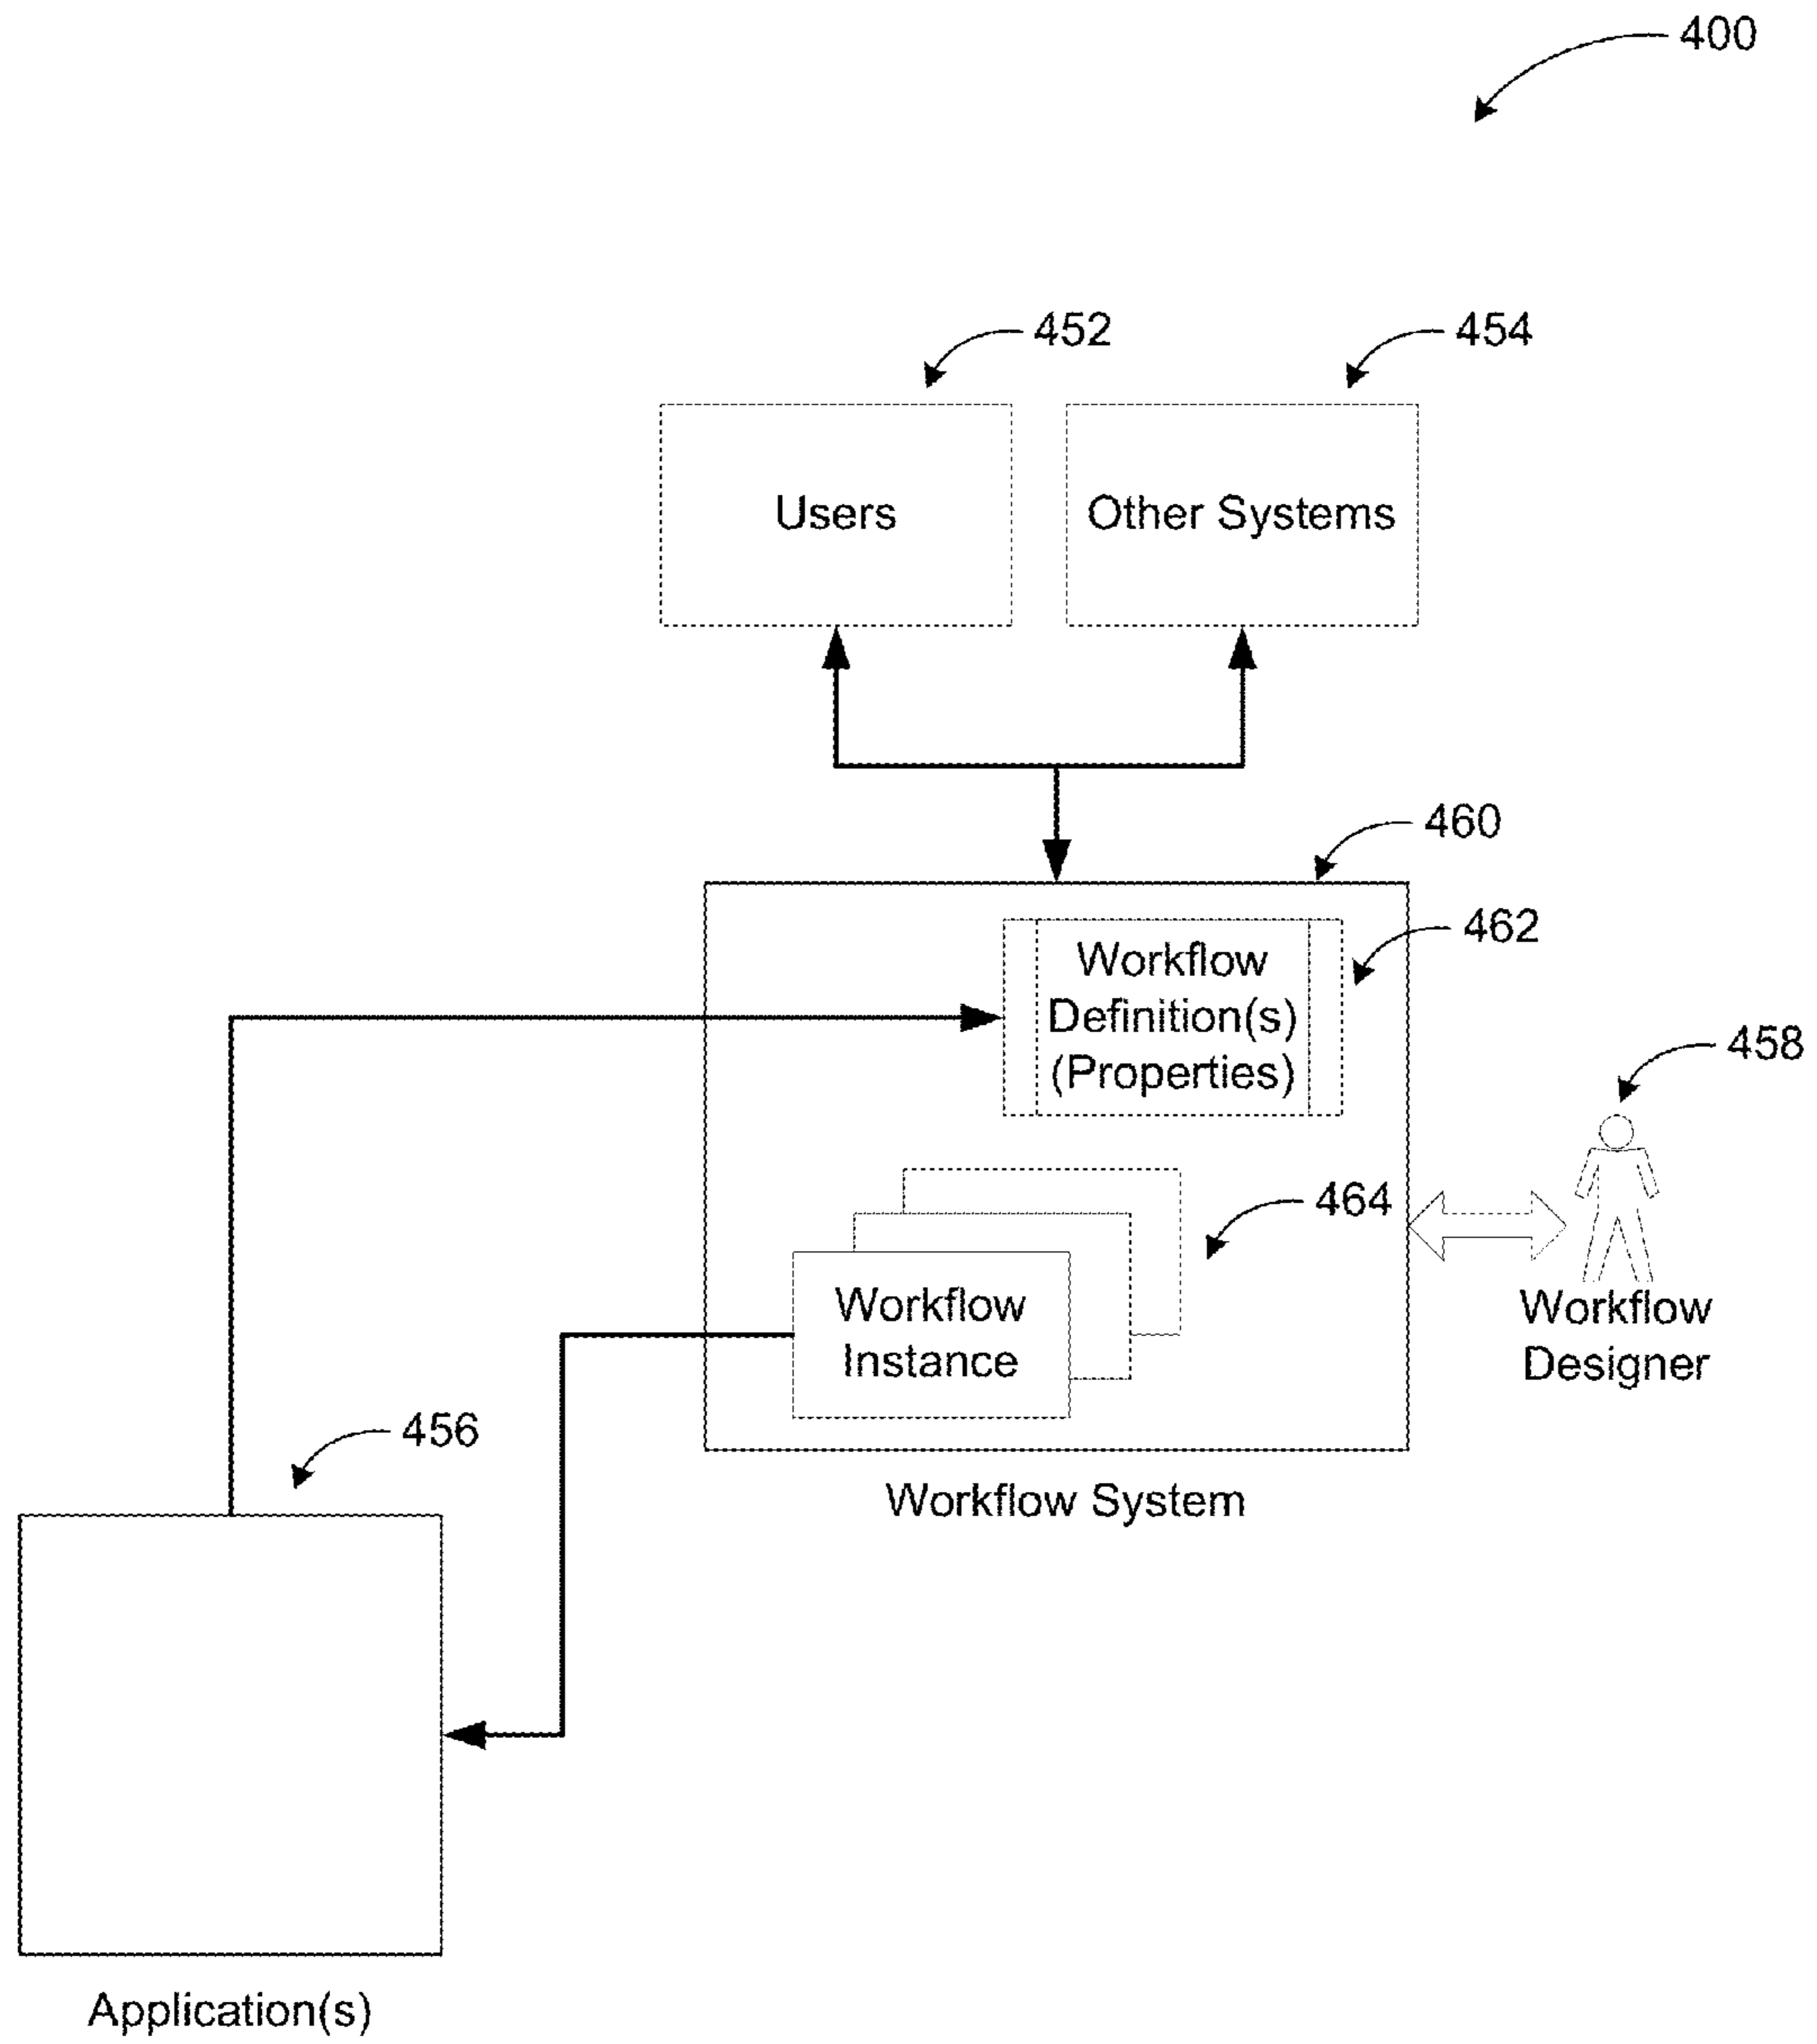 400
452
454
Users
Other Systems
460
462
Workflow
Definition(s)
(Properties)
458
464
Workflow
Instance
Workflow
Designer
456
Workflow System
Application(s)